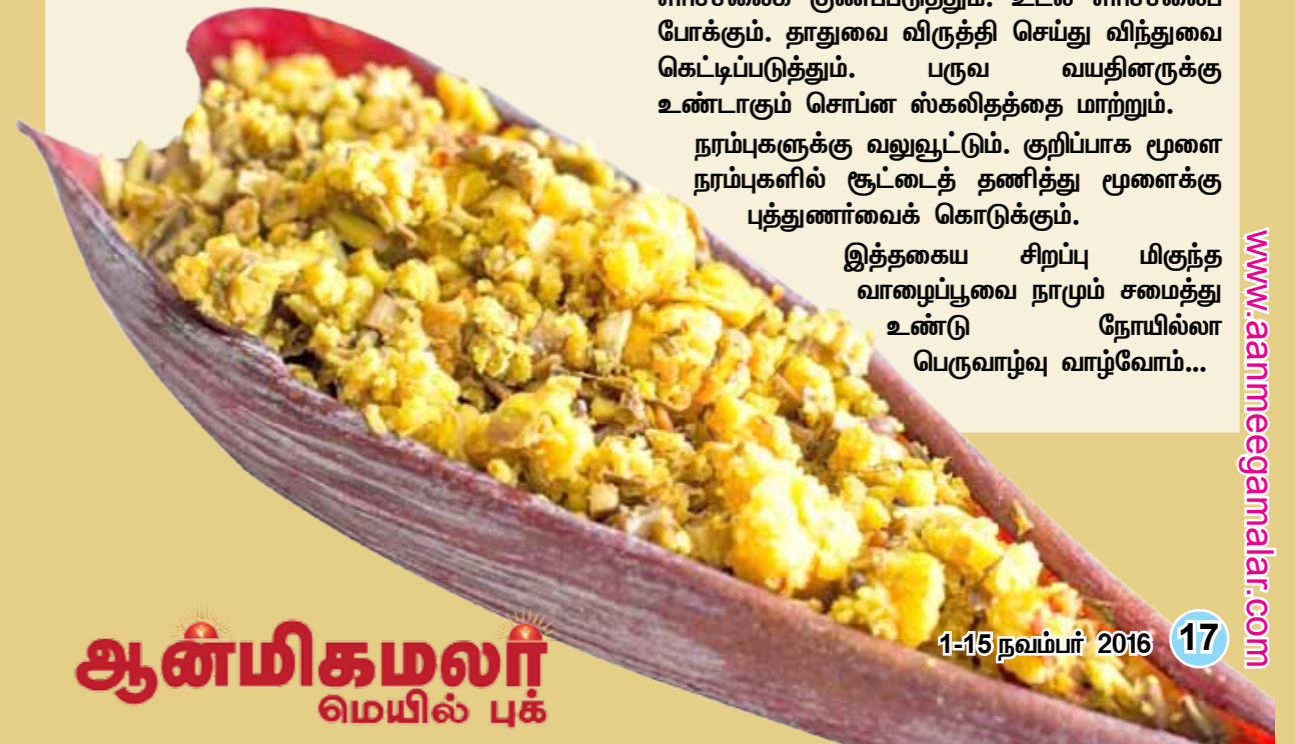 போக்கும். தாதுவை விருத்தி செய்து விந்துவை
கெட்டிப்படுத்தும். பருவ வயதினருக்கு
உண்டாகும் சொப்ன ஸ்கலிதத்தை மாற்றும்.
நரம்புகளுக்கு வலுவூட்டும். குறிப்பாக மூளை
நரம்புகளில் சூட்டைத் தணித்து மூளைக்கு
புத்துணர்வைக் கொடுக்கும்.
இத்தகைய சிறப்பு மிகுந்த
வாழைப்பூவை நாமும் சமைத்து
உண்டு நோயில்லா
பெருவாழ்வு வாழ்வோம்...
www.aanmeegamalar.com
1-15 நவம்பர் 2016 17
ஆன்மிகமலர்
மெயில் புக்